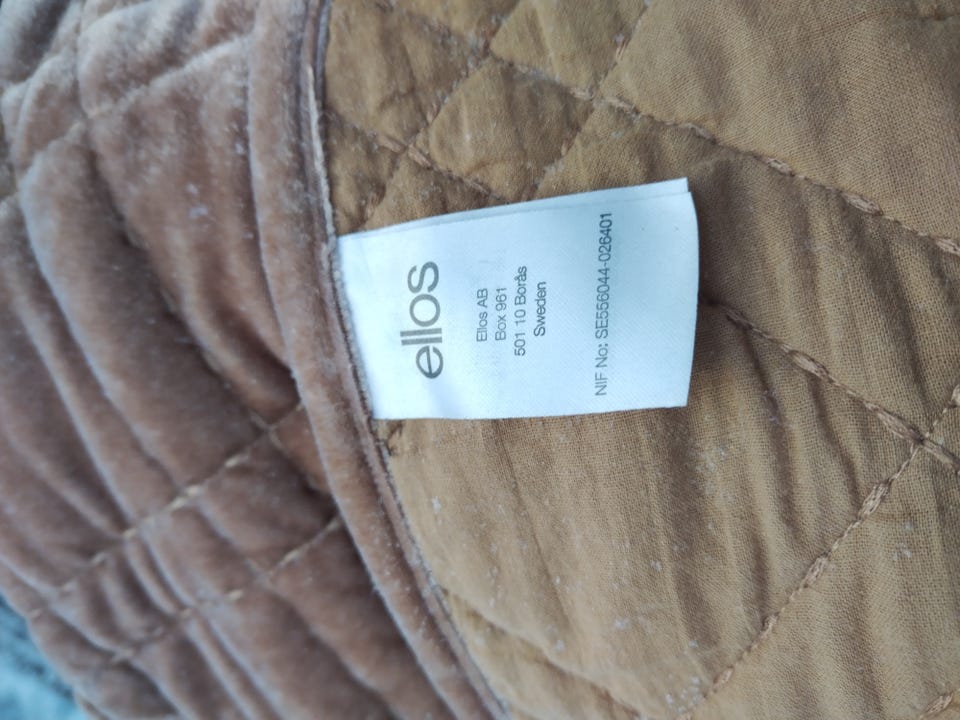 ellos
Ellos AB
Box 961
501 10 Borås
Sweden
NIF No: SE556044-026401